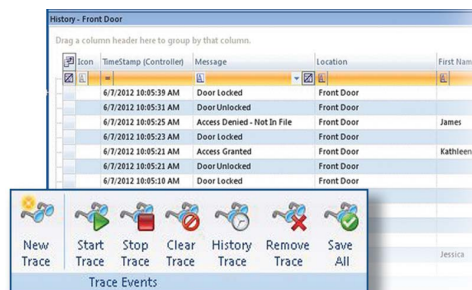 History - Front Door
Drag a column header here to group by that column.
Icon TimeStamp (Controller) Message Location First Nam
=
6/7/2012 10:05:39 AM Door Locked Front Door
6/7/2012 10:05:31 AM Door Unlocked Front Door
6/7/2012 10:05:25 AM Access Denied - Not In File Front Door James
6/7/2012 10:05:23 AM Door Locked Front Door
6/7/2012 10:05:21 AM Access Granted Front Door Kathleen
6/7/2012 10:05:21 AM Door Unlocked Front Door
6/7/2012 10:05:10 AM Door Locked Front Door
Jessica
New Trace
Start Trace
Stop Trace
Clear Trace
History Trace
Remove Trace
Save All
Trace Events